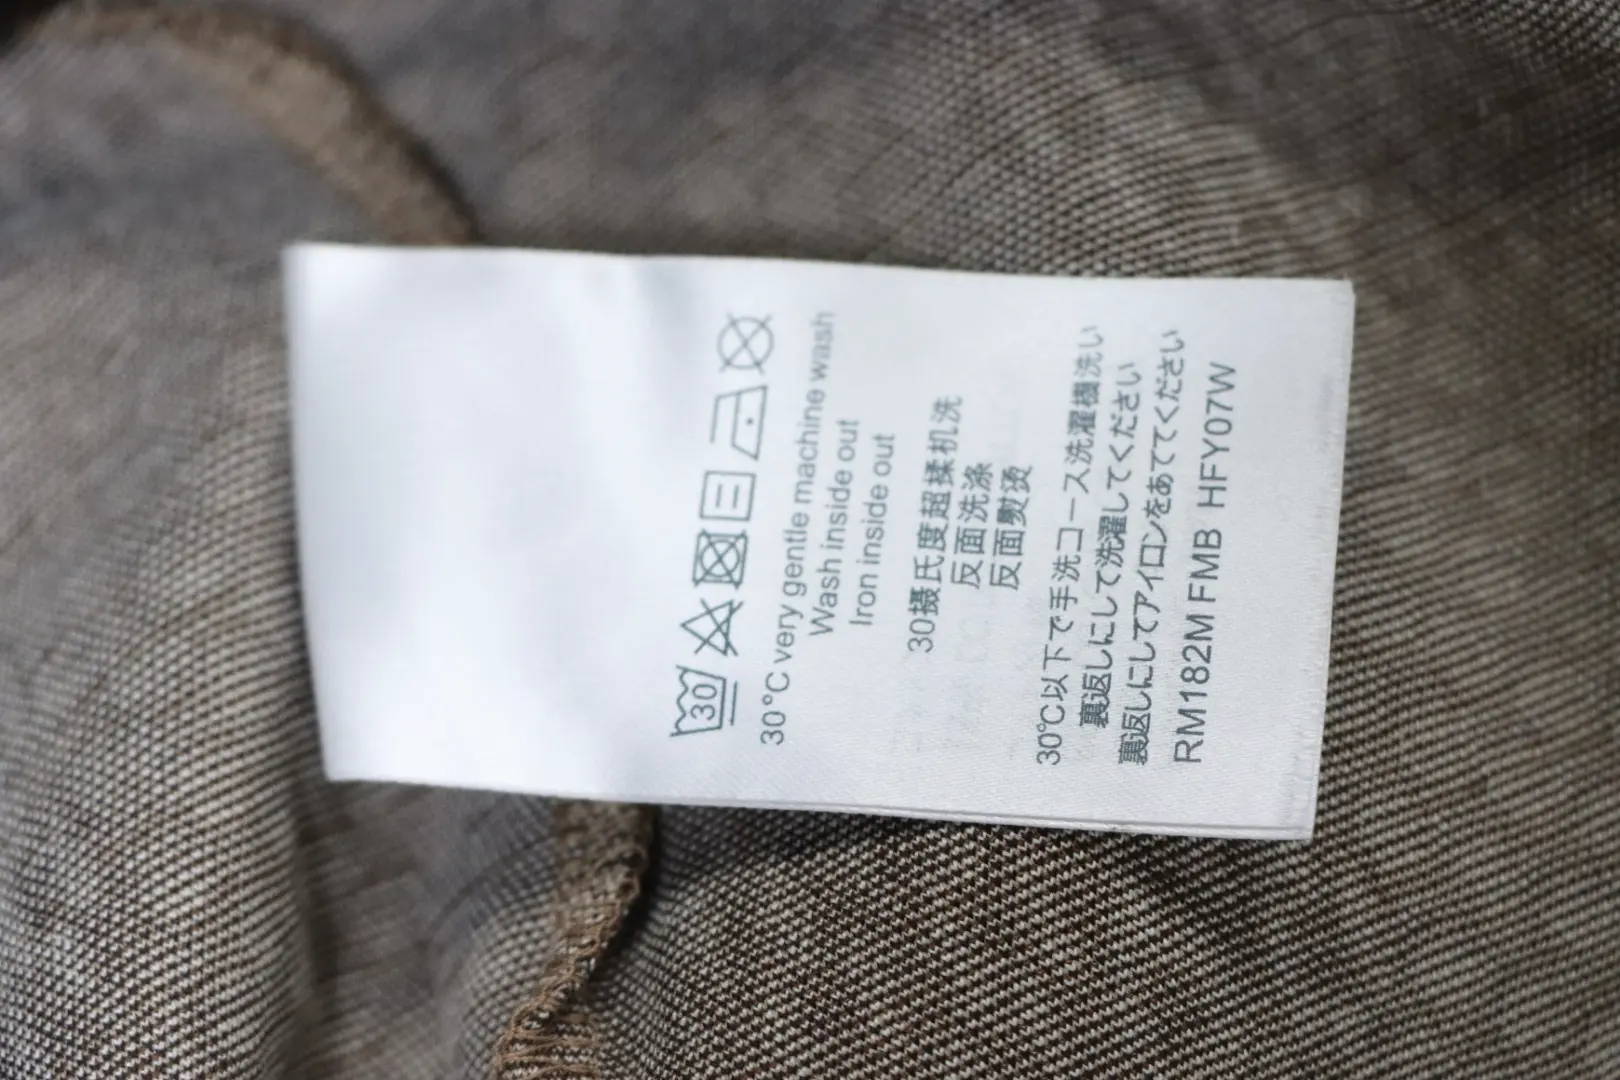 30
30°C very gentle machine wash
Wash inside out
Iron inside out
30摄氏度超揉机洗
反面洗涤
反面熨烫
30℃以下で手洗コース洗濯機洗い
裏返しにして洗濯してください
裏返しにしてアイロンをあててください
RM182M FMB HFY07W